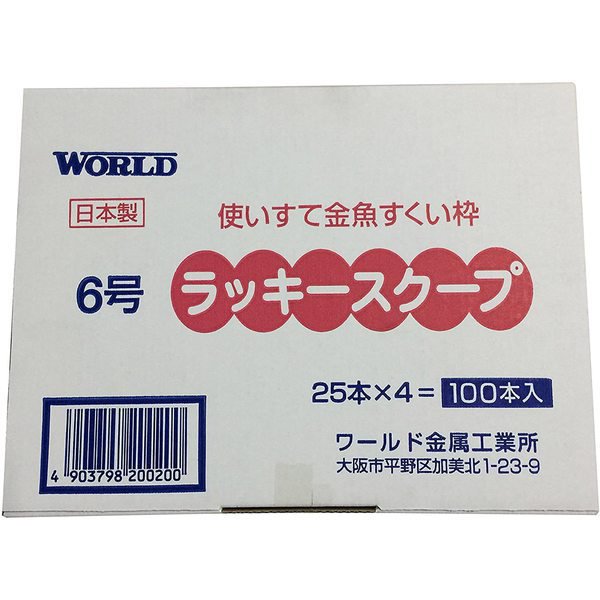 WORLD
日本製
使いすて金魚すくい枠
6号
ラッキースクープ
25本×4=100本入
ワールド金属工業所
大阪市平野区加美北1-23-9
4 903798 200200